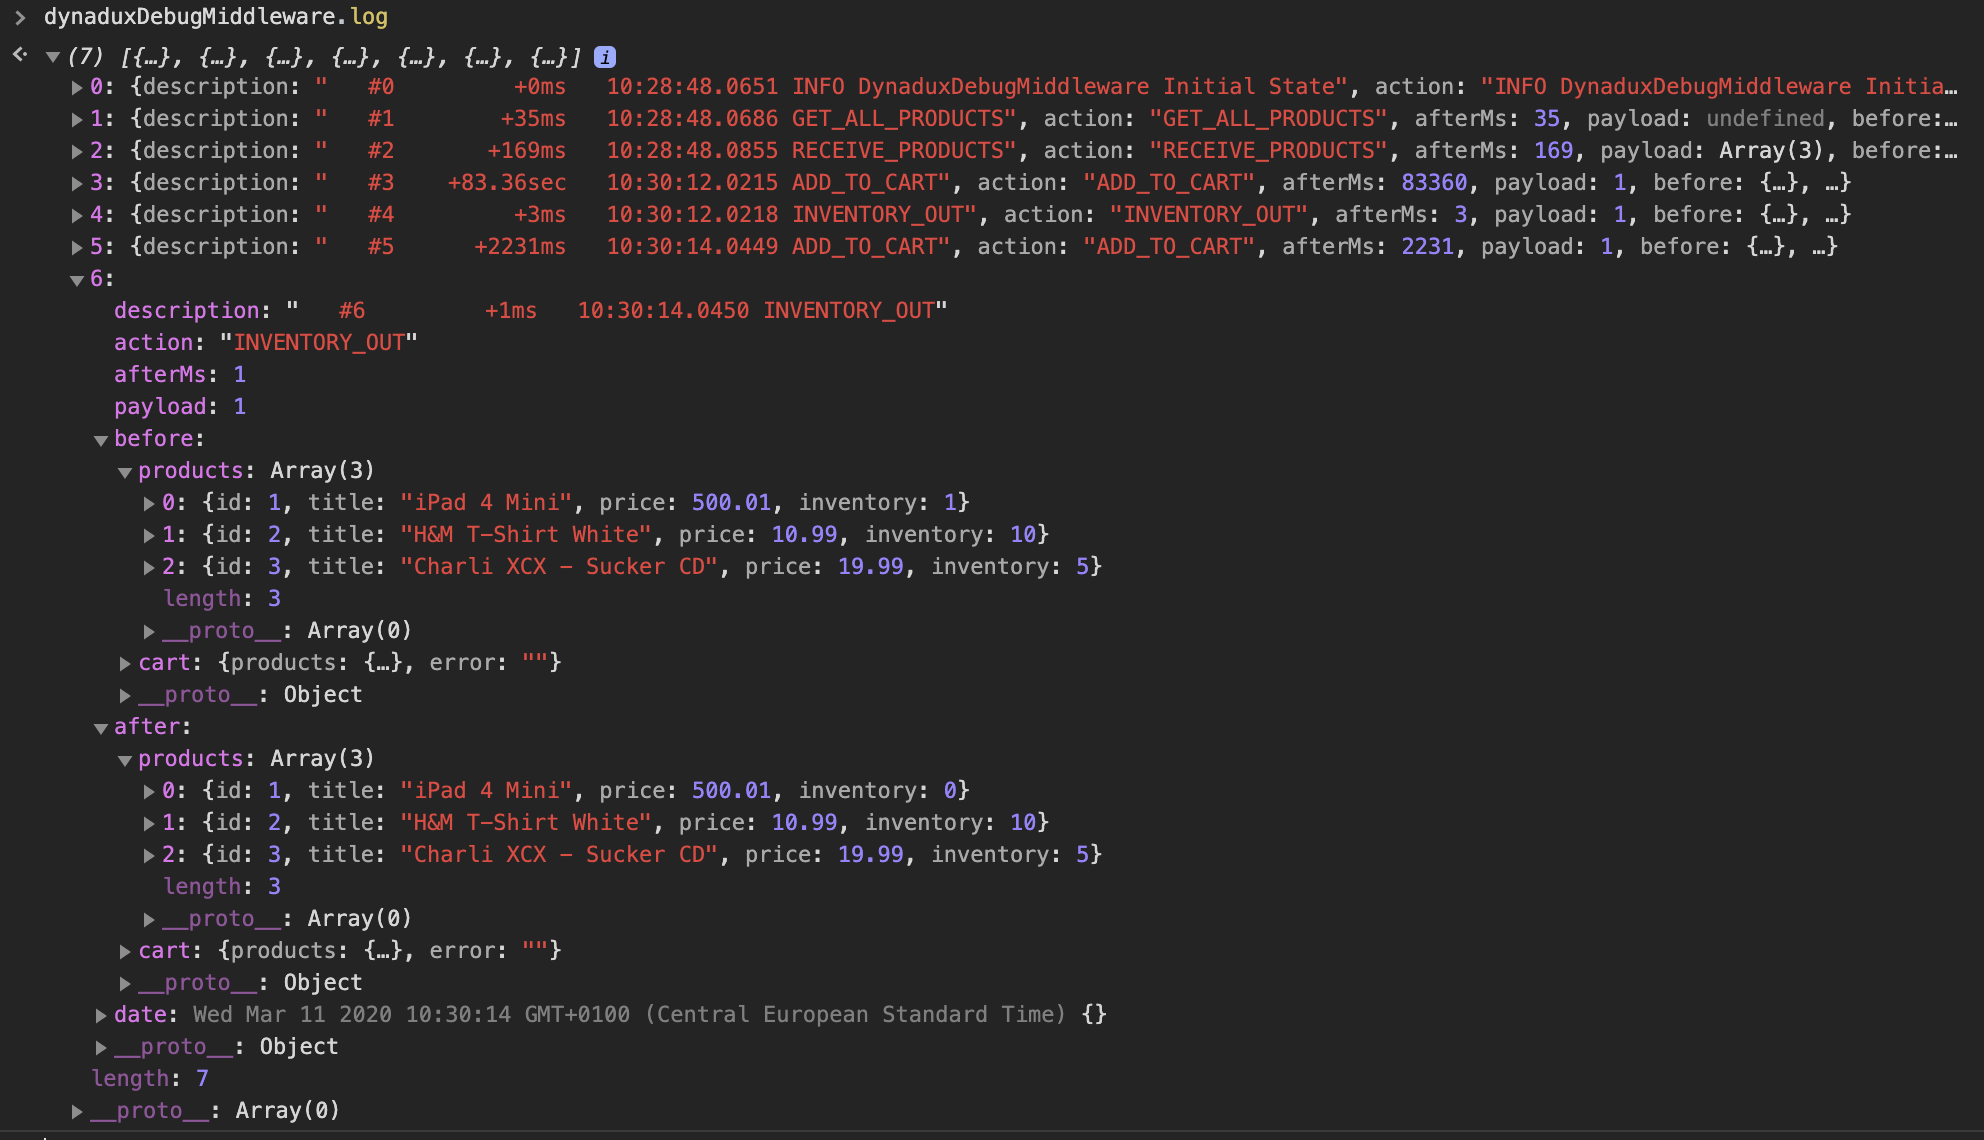 > dynaduxDebugMiddleware.log
(7) [{…}, {…}, {…}, {…}, {…}, {…}, {…}] i
0: {description: "   #0         +0ms   10:28:48.0651 INFO DynaduxDebugMiddleware Initial State", action: "INFO DynaduxDebugMiddleware Initia…
1: {description: "   #1        +35ms   10:28:48.0686 GET_ALL_PRODUCTS", action: "GET_ALL_PRODUCTS", afterMs: 35, payload: undefined, before:…
2: {description: "   #2       +169ms   10:28:48.0855 RECEIVE_PRODUCTS", action: "RECEIVE_PRODUCTS", afterMs: 169, payload: Array(3), before:…
3: {description: "   #3    +83.36sec   10:30:12.0215 ADD_TO_CART", action: "ADD_TO_CART", afterMs: 83360, payload: 1, before: {…}, …}
4: {description: "   #4         +3ms   10:30:12.0218 INVENTORY_OUT", action: "INVENTORY_OUT", afterMs: 3, payload: 1, before: {…}, …}
5: {description: "   #5      +2231ms   10:30:14.0449 ADD_TO_CART", action: "ADD_TO_CART", afterMs: 2231, payload: 1, before: {…}, …}
6:
description: "   #6         +1ms   10:30:14.0450 INVENTORY_OUT"
action: "INVENTORY_OUT"
afterMs: 1
payload: 1
before:
products: Array(3)
0: {id: 1, title: "iPad 4 Mini", price: 500.01, inventory: 1}
1: {id: 2, title: "H&M T-Shirt White", price: 10.99, inventory: 10}
2: {id: 3, title: "Charli XCX - Sucker CD", price: 19.99, inventory: 5}
length: 3
__proto__: Array(0)
cart: {products: {…}, error: ""}
__proto__: Object
after:
products: Array(3)
0: {id: 1, title: "iPad 4 Mini", price: 500.01, inventory: 0}
1: {id: 2, title: "H&M T-Shirt White", price: 10.99, inventory: 10}
2: {id: 3, title: "Charli XCX - Sucker CD", price: 19.99, inventory: 5}
length: 3
__proto__: Array(0)
cart: {products: {…}, error: ""}
__proto__: Object
date: Wed Mar 11 2020 10:30:14 GMT+0100 (Central European Standard Time) {}
__proto__: Object
length: 7
__proto__: Array(0)